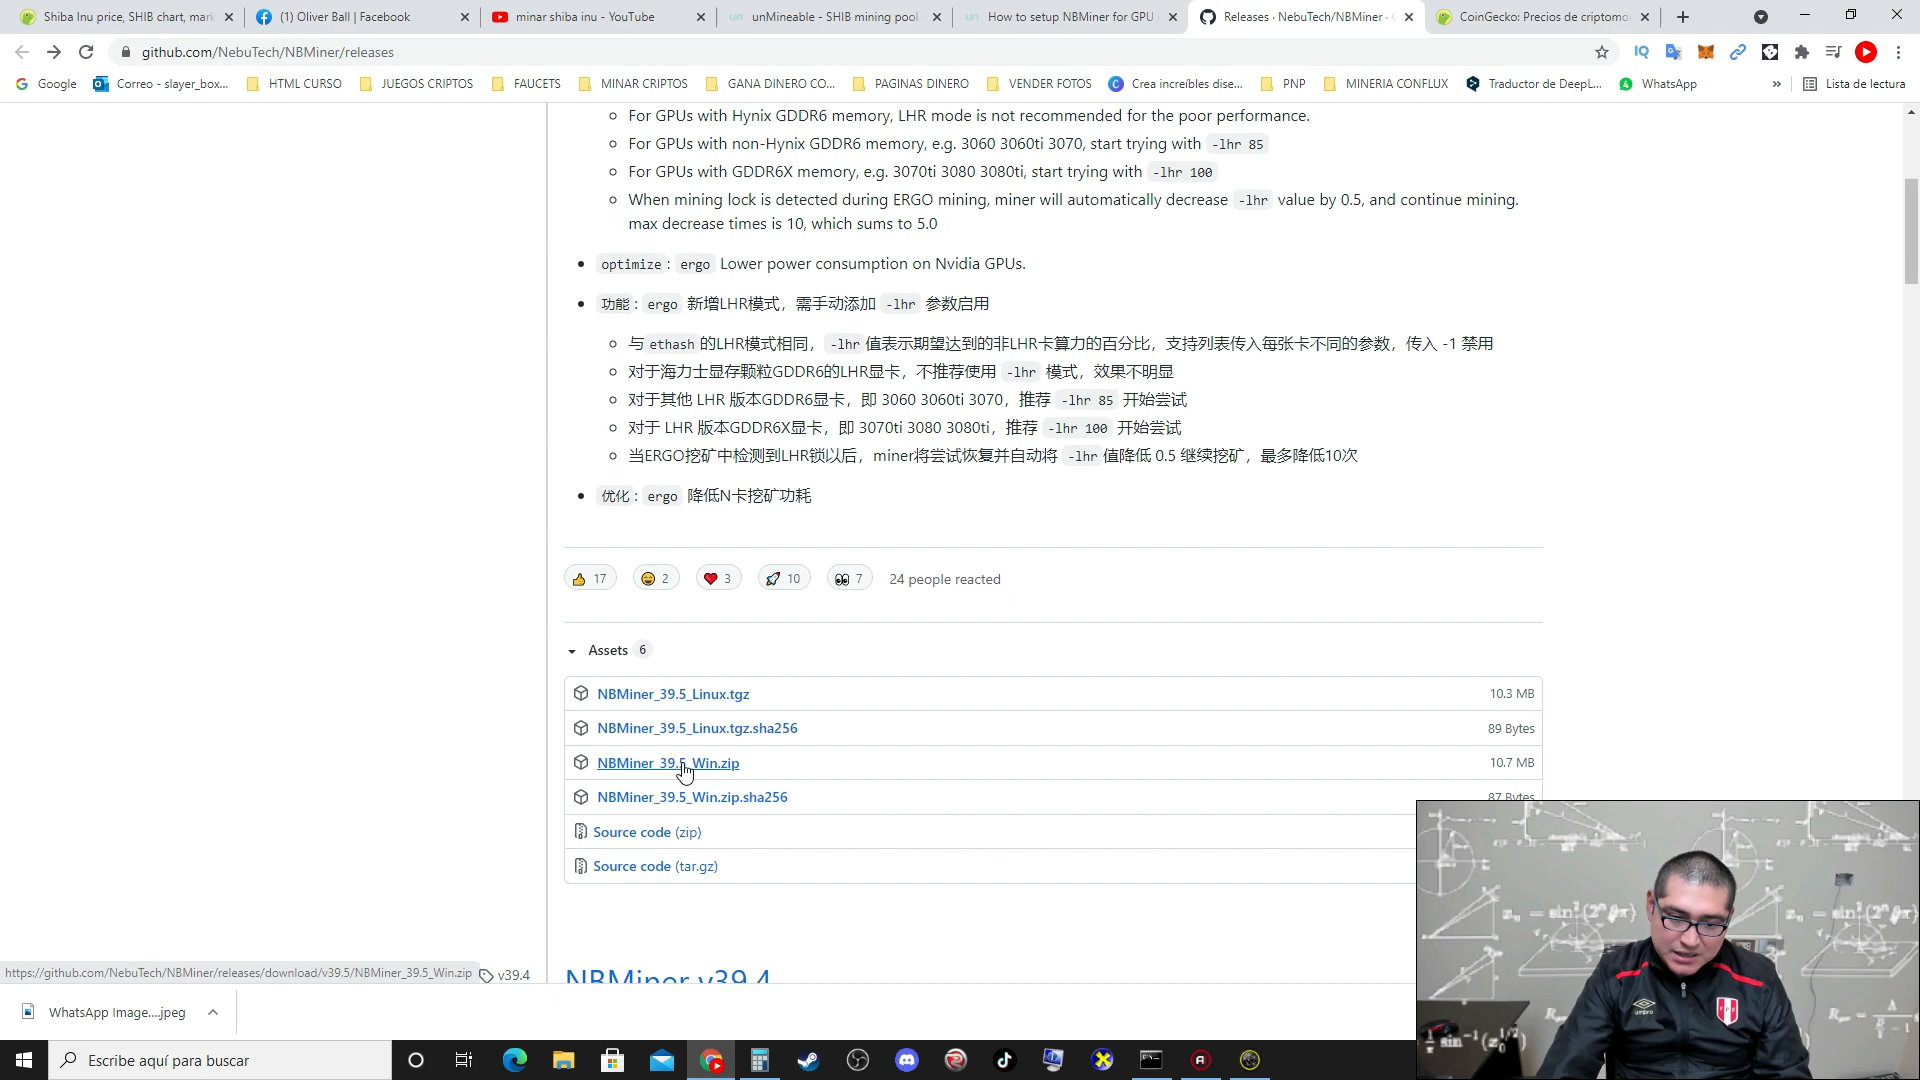 Shiba Inu price, SHIB chart, mark
(1) Oliver Ball | Facebook
minar shiba inu - YouTube
unMineable - SHIB mining pool
How to setup NBMiner for GPU
Releases · NebuTech/NBMiner ·
CoinGecko: Precios de criptomo
github.com/NebuTech/NBMiner/releases
Google
Correo - slayer_box...
HTML CURSO
JUEGOS CRIPTOS
FAUCETS
MINAR CRIPTOS
GANA DINERO CO...
PAGINAS DINERO
VENDER FOTOS
Crea increíbles dise...
PNP
MINERIA CONFLUX
Traductor de DeepL...
WhatsApp
»
Lista de lectura
For GPUs with Hynix GDDR6 memory, LHR mode is not recommended for the poor performance.
For GPUs with non-Hynix GDDR6 memory, e.g. 3060 3060ti 3070, start trying with -lhr 85
For GPUs with GDDR6X memory, e.g. 3070ti 3080 3080ti, start trying with -lhr 100
When mining lock is detected during ERGO mining, miner will automatically decrease -lhr value by 0.5, and continue mining.
max decrease times is 10, which sums to 5.0
optimize : ergo Lower power consumption on Nvidia GPUs.
功能 : ergo 新增LHR模式，需手动添加 -lhr 参数启用
与 ethash 的LHR模式相同， -lhr 值表示期望达到的非LHR卡算力的百分比，支持列表传入每张卡不同的参数，传入 -1 禁用
对于海力士显存颗粒GDDR6的LHR显卡，不推荐使用 -lhr 模式，效果不明显
对于其他 LHR 版本GDDR6显卡，即 3060 3060ti 3070，推荐 -lhr 85 开始尝试
对于 LHR 版本GDDR6X显卡，即 3070ti 3080 3080ti，推荐 -lhr 100 开始尝试
当ERGO挖矿中检测到LHR锁以后，miner将尝试恢复并自动将 -lhr 值降低 0.5 继续挖矿，最多降低10次
优化 : ergo 降低N卡挖矿功耗
17
2
3
10
7
24 people reacted
Assets 6
NBMiner_39.5_Linux.tgz 10.3 MB
NBMiner_39.5_Linux.tgz.sha256 89 Bytes
NBMiner_39.5_Win.zip 10.7 MB
NBMiner_39.5_Win.zip.sha256 87 Bytes
Source code (zip)
Source code (tar.gz)
https://github.com/NebuTech/NBMiner/releases/download/v39.5/NBMiner_39.5_Win.zip
v39.4
NBMiner v39.4
WhatsApp Image....jpeg
Escribe aquí para buscar
umbro